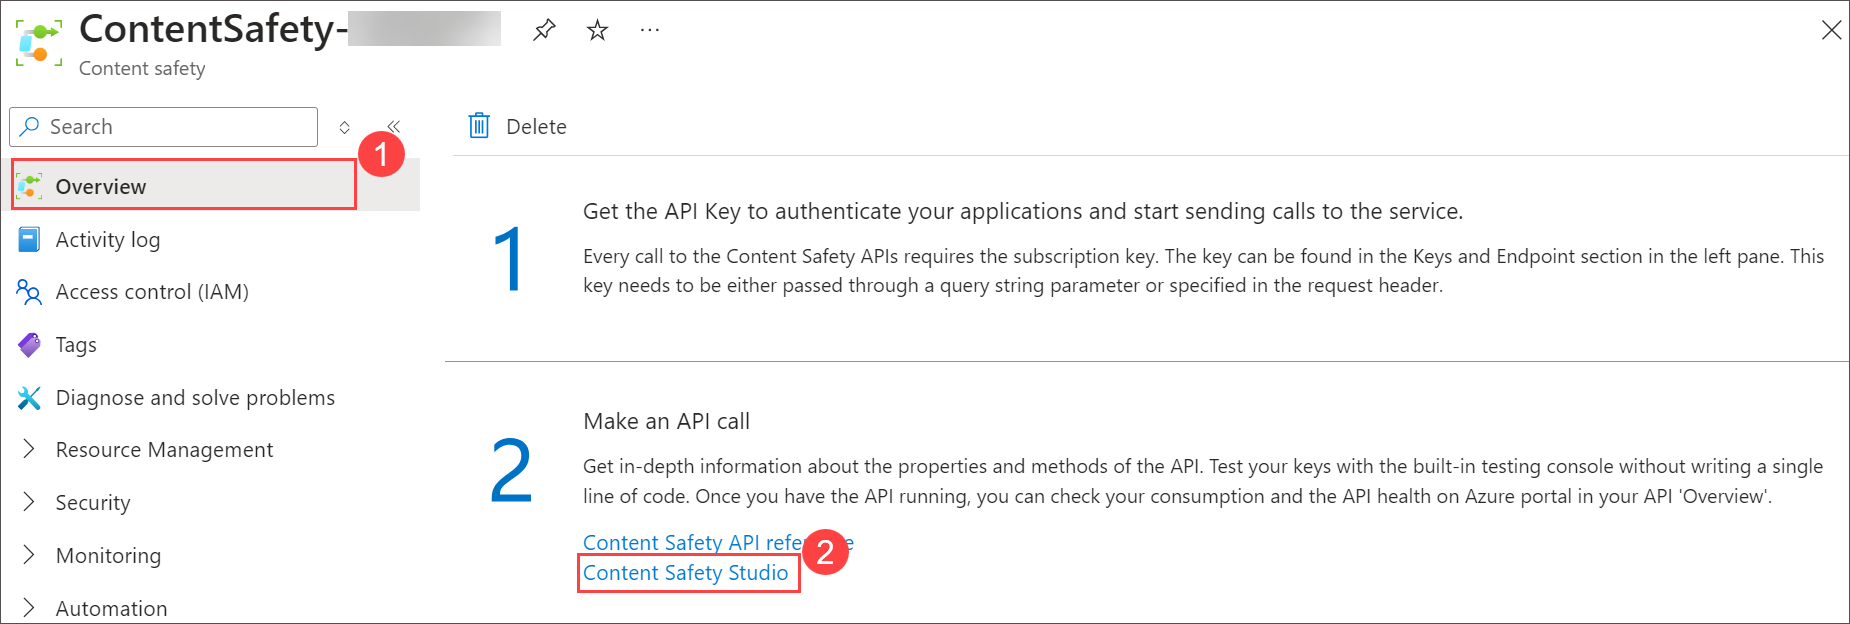 ContentSafety-
Content safety
Search
Delete
1
Overview
Activity log
Access control (IAM)
Tags
Diagnose and solve problems
Resource Management
Security
Monitoring
Automation
1
Get the API Key to authenticate your applications and start sending calls to the service.
Every call to the Content Safety APIs requires the subscription key. The key can be found in the Keys and Endpoint section in the left pane. This
key needs to be either passed through a query string parameter or specified in the request header.
2
Make an API call
Get in-depth information about the properties and methods of the API. Test your keys with the built-in testing console without writing a single
line of code. Once you have the API running, you can check your consumption and the API health on Azure portal in your API 'Overview'.
Content Safety API
Content Safety Studio
2